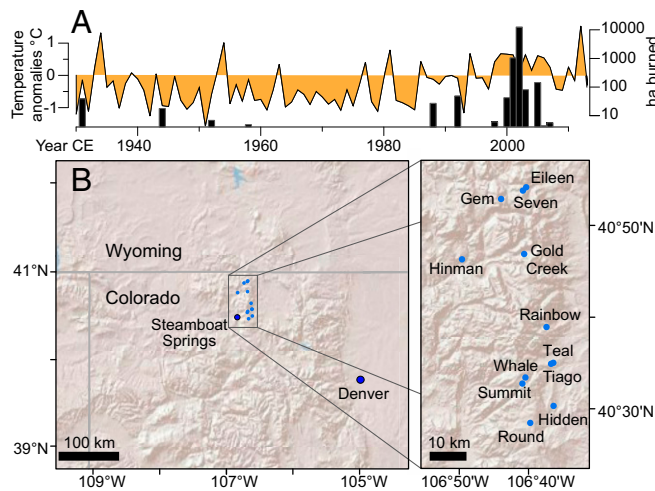 A
Temperature
anomalies °C
1
0
-1
10000
1000
100
10
ha burned
Year CE
1940
1960
1980
2000
B
Wyoming
41°N
Colorado
Steamboat
Springs
Denver
39°N
100 km
109°W
107°W
105°W
Eileen
Gem
Seven
40°50'N
Gold
Creek
Hinman
Rainbow
Teal
Whale
Tiago
Summit
40°30'N
Hidden
Round
10 km
106°50'W
106°40'W